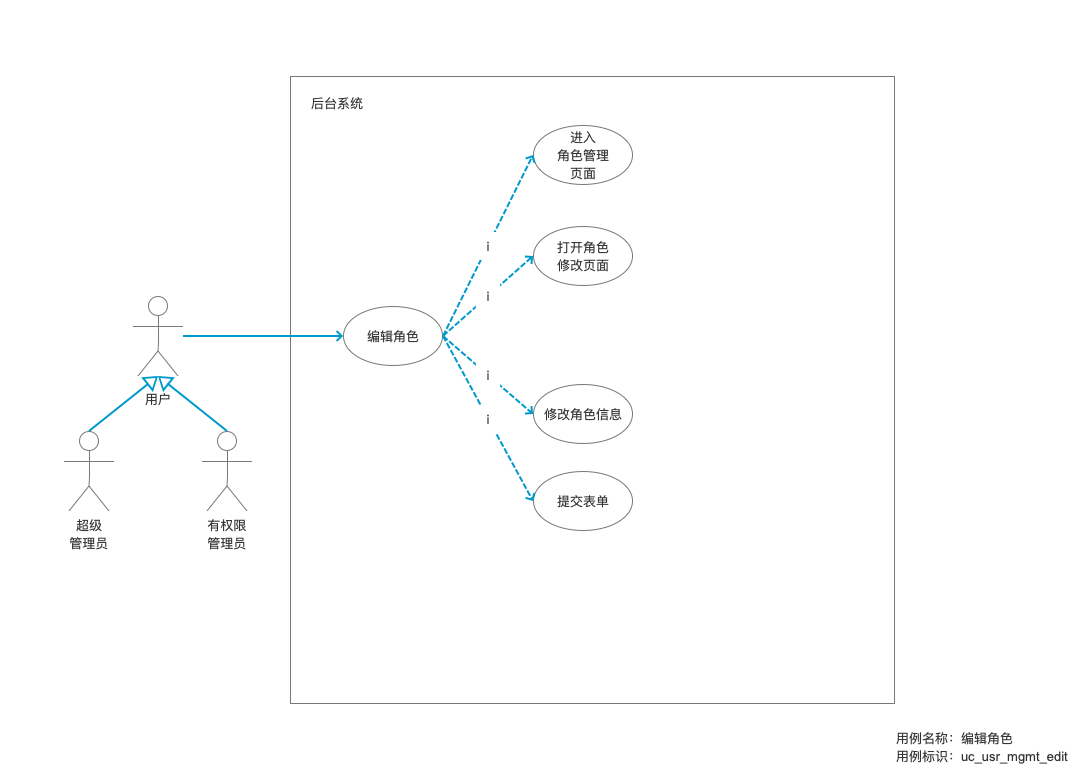 后台系统
进入
角色管理
页面
i
打开角色
修改页面
i
编辑角色
i
修改角色信息
i
提交表单
用户
超级
管理员
有权限
管理员
用例名称：编辑角色
用例标识：uc_usr_mgmt_edit